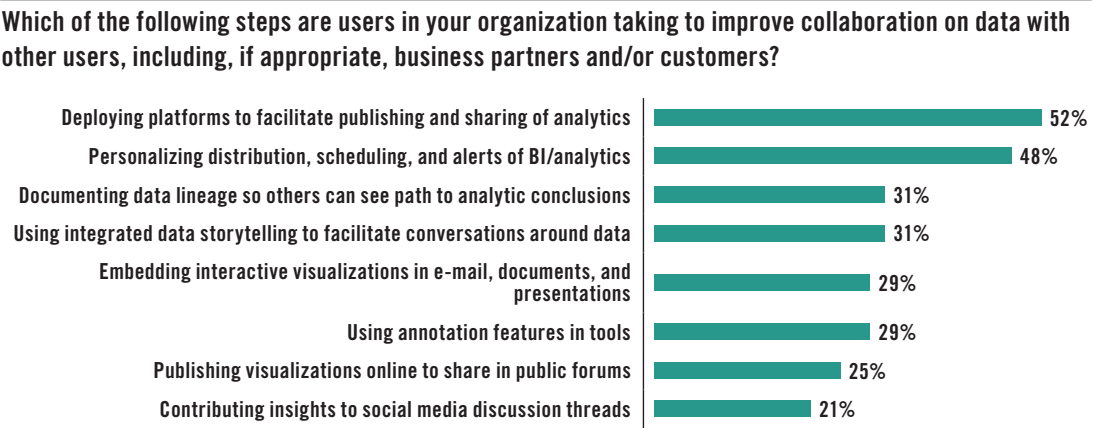 Which of the following steps are users in your organization taking to improve collaboration on data with
other users, including, if appropriate, business partners and/or customers?
Deploying platforms to facilitate publishing and sharing of analytics 52%
Personalizing distribution, scheduling, and alerts of BI/analytics 48%
Documenting data lineage so others can see path to analytic conclusions 31%
Using integrated data storytelling to facilitate conversations around data 31%
Embedding interactive visualizations in e-mail, documents, and
presentations 29%
Using annotation features in tools 29%
Publishing visualizations online to share in public forums 25%
Contributing insights to social media discussion threads 21%